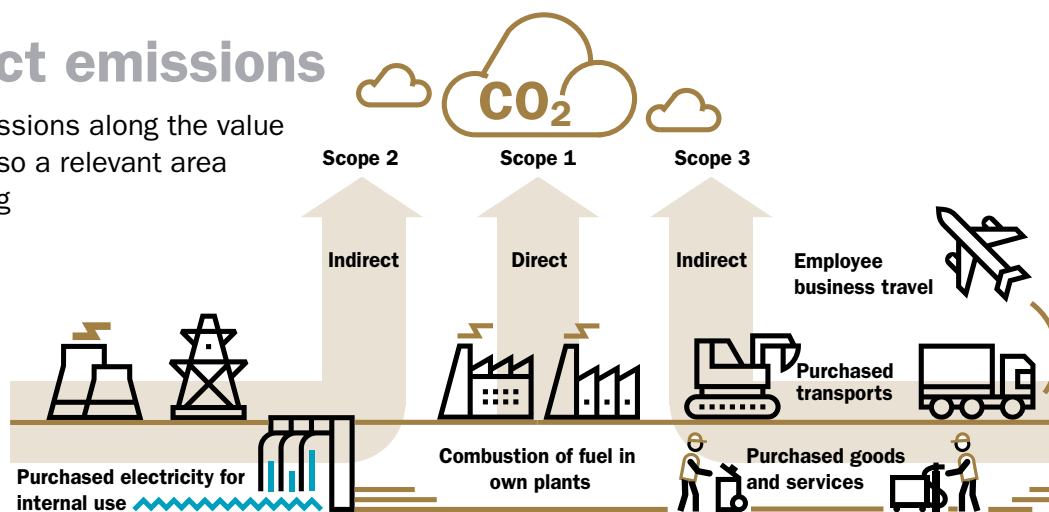 ct emissions
ssions along the value
so a relevant area
g
CO2
Scope 2
Scope 1
Scope 3
Indirect
Direct
Indirect
Employee
business travel
Purchased
transports
Purchased electricity for
internal use
Combustion of fuel in
own plants
Purchased goods
and services